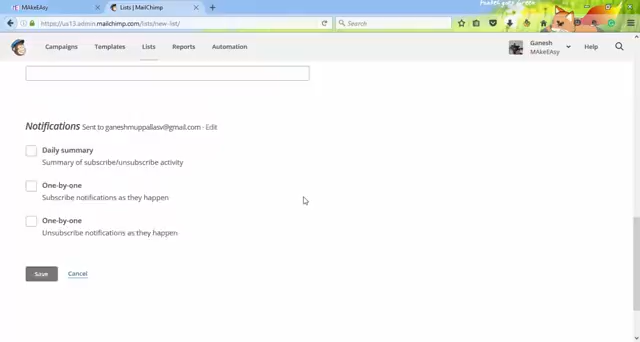 MAkeEAsy
Lists | MailChimp
https://us13.admin.mailchimp.com/lists/new-list/
Search
Campaigns Templates Lists Reports Automation
Ganesh
MAkeEAsy
Help
Notifications Sent to ganeshmuppallasv@gmail.com - Edit
Daily summary
Summary of subscribe/unsubscribe activity
One-by-one
Subscribe notifications as they happen
One-by-one
Unsubscribe notifications as they happen
Save Cancel